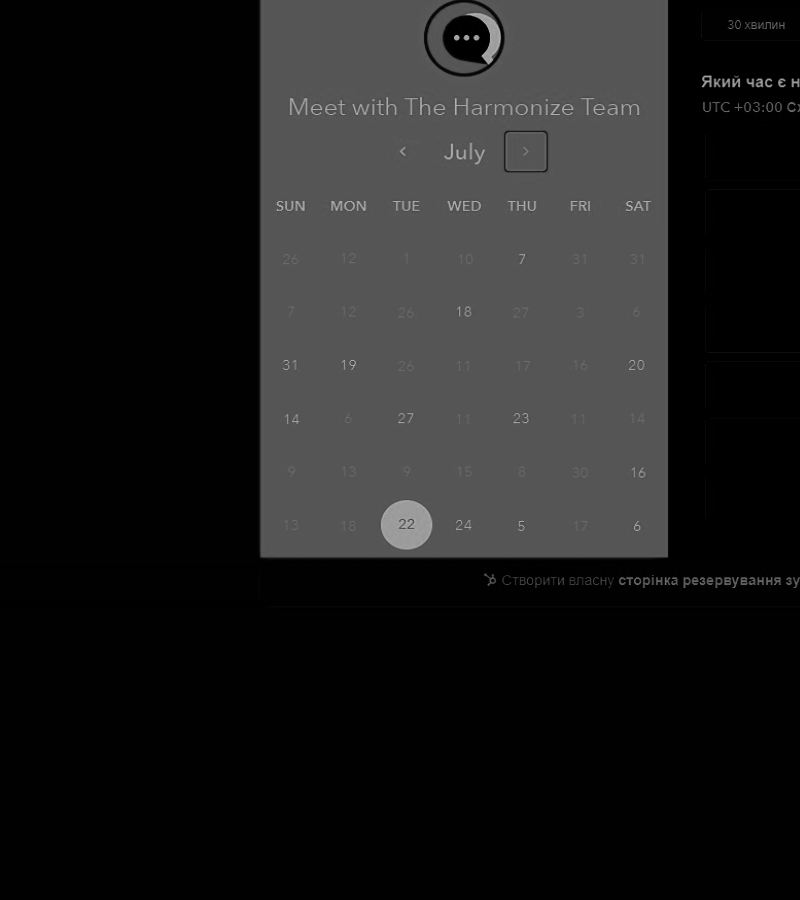 30 хвилин
Meet with The Harmonize Team
Який час є
UTC +03:00
July
SUN MON TUE WED THU FRI SAT
26 12 1 10 7 31 31
7 12 26 18 27 3 6
31 19 26 11 17 16 20
14 6 27 11 23 11 14
9 13 9 15 8 30 16
13 18 22 24 5 17 6
Створити власну сторінка резервування